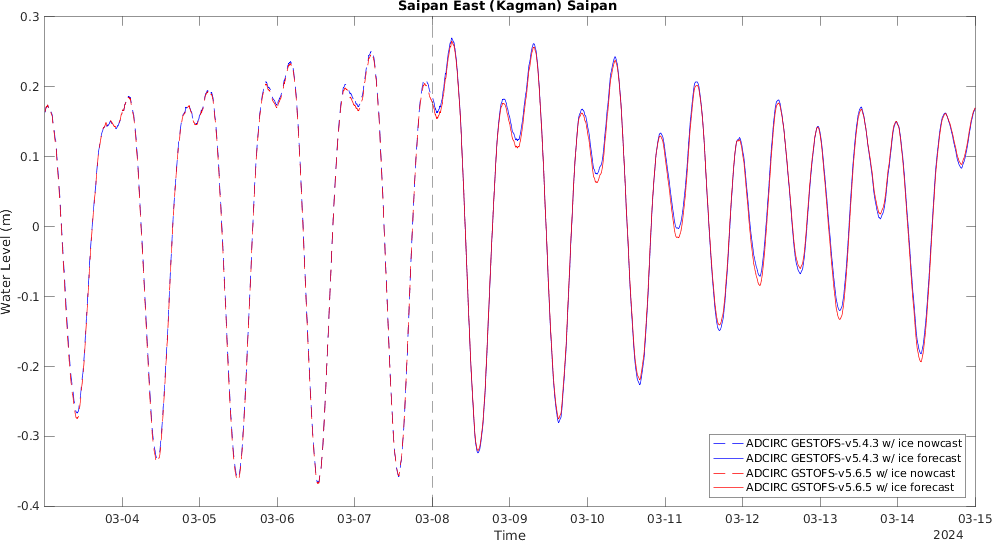 Saipan East (Kagman) Saipan
0.3
0.2
0.1
0
-0.1
-0.2
-0.3
-0.4
Water Level (m)
ADCIRC GESTOFS-v5.4.3 w/ ice nowcast
ADCIRC GESTOFS-v5.4.3 w/ ice forecast
ADCIRC GSTOFS-v5.6.5 w/ ice nowcast
ADCIRC GSTOFS-v5.6.5 w/ ice forecast
03-04 03-05 03-06 03-07 03-08 03-09 03-10 03-11 03-12 03-13 03-14 03-15
Time
2024